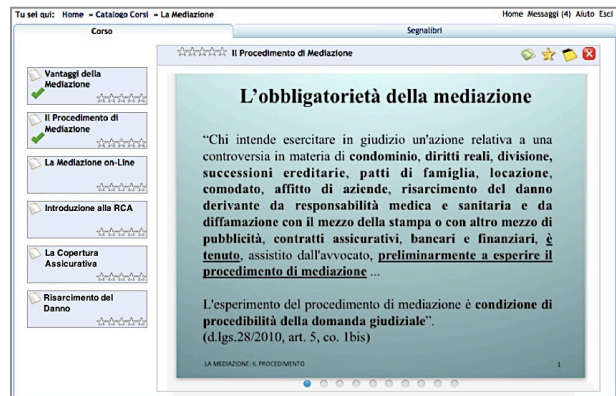 Tu sei qui: Home » Catalogo Corsi » La Mediazione
Home Messaggi (4) Aiuto Esci
Corso
Segnalibri
Vantaggi della
Mediazione
Il Procedimento di
Mediazione
La Mediazione on-Line
Introduzione alla RCA
La Copertura
Assicurativa
Risarcimento del
Danno
Il Procedimento di Mediazione
L'obbligatorietà della mediazione
“Chi intende esercitare in giudizio un'azione relativa a una
controversia in materia di condominio, diritti reali, divisione,
successioni ereditarie, patti di famiglia, locazione,
comodato, affitto di aziende, risarcimento del danno
derivante da responsabilità medica e sanitaria e da
diffamazione con il mezzo della stampa o con altro mezzo di
pubblicità, contratti assicurativi, bancari e finanziari, è
tenuto, assistito dall'avvocato, preliminarmente a esperire il
procedimento di mediazione ...
L'esperimento del procedimento di mediazione è condizione di
procedibilità della domanda giudiziale”.
(d.lgs.28/2010, art. 5, co. 1bis)
LA MEDIAZIONE: IL PROCEDIMENTO
1